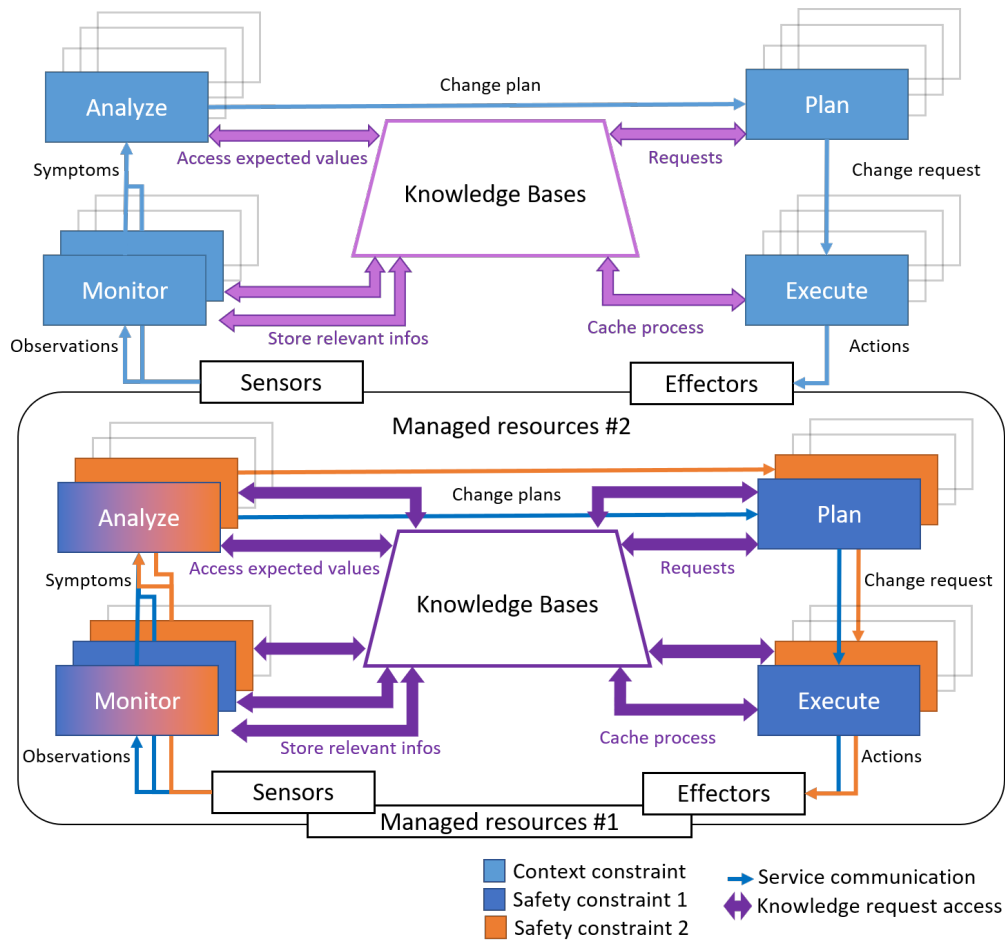 Analyze
Change plan
Plan
Access expected values
Requests
Symptoms
Knowledge Bases
Change request
Monitor
Execute
Store relevant infos
Cache process
Observations
Actions
Sensors
Effectors
Managed resources #2
Change plans
Analyze
Plan
Access expected values
Requests
Symptoms
Change request
Knowledge Bases
Monitor
Execute
Store relevant infos
Cache process
Observations
Actions
Sensors
Effectors
Managed resources #1
Context constraint
Service communication
Safety constraint 1
Knowledge request access
Safety constraint 2